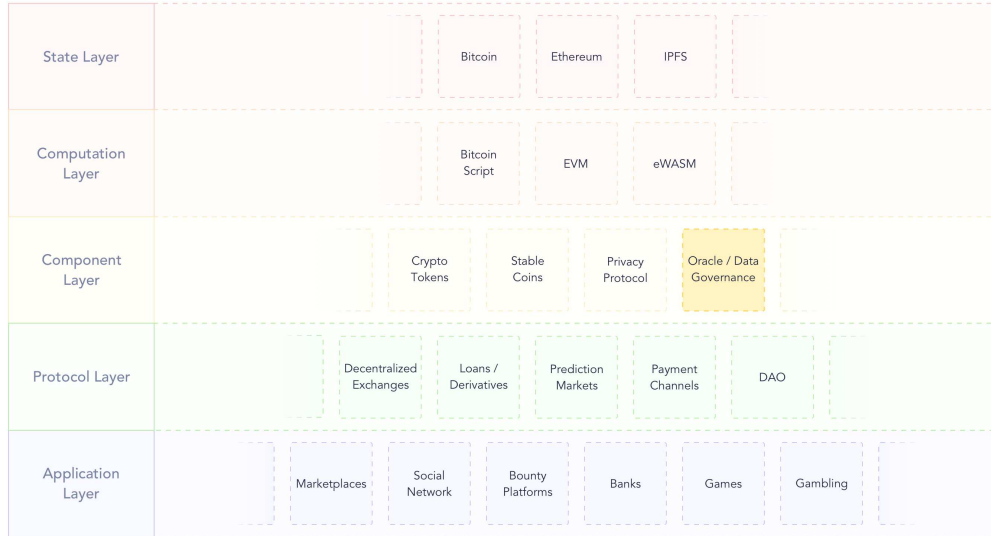 State Layer
Bitcoin
Ethereum
IPFS
Computation
Layer
Bitcoin
Script
EVM
eWASM
Component
Layer
Crypto
Tokens
Stable
Coins
Privacy
Protocol
Oracle / Data
Governance
Protocol Layer
Decentralized
Exchanges
Loans /
Derivatives
Prediction
Markets
Payment
Channels
DAO
Application
Layer
Marketplaces
Social
Network
Bounty
Platforms
Banks
Games
Gambling